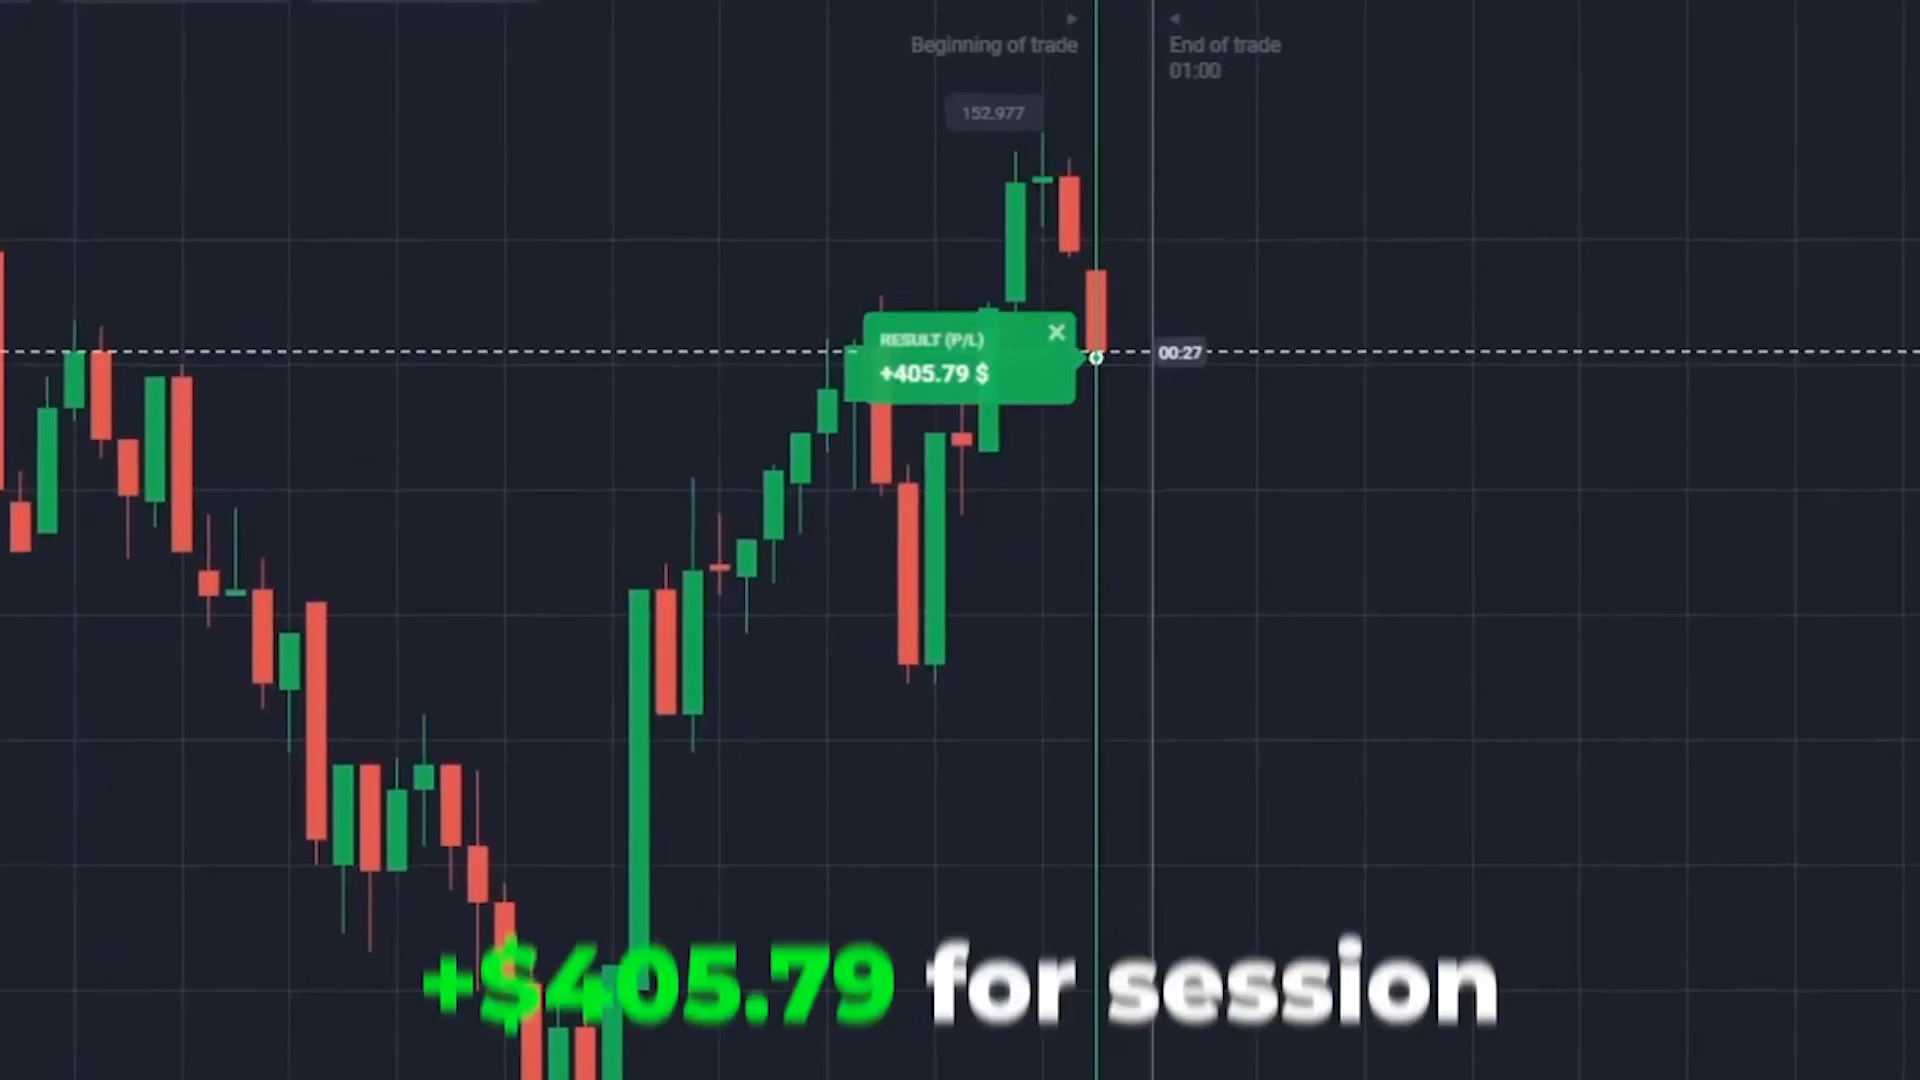 Beginning of trade
End of trade
01:00
152.977
RESULT (P/L)
+405.79 $
00:27
+$405.79 for session